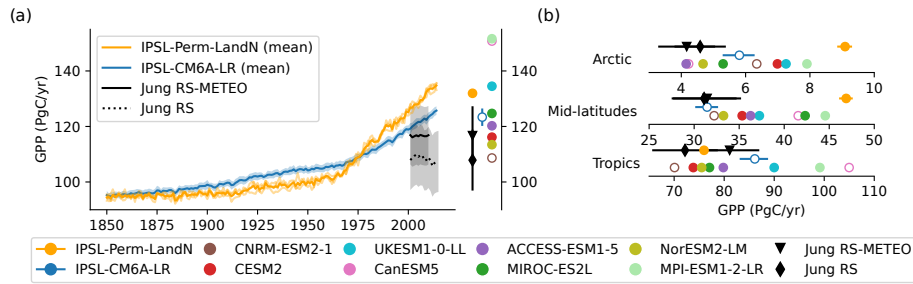 (a)
(b)
IPSL-Perm-LandN (mean)
IPSL-CM6A-LR (mean)
Jung RS-METEO
Jung RS
GPP (PgC/yr)
140
120
100
1850
1875
1900
1925
1950
1975
2000
140
120
100
Arctic
4
6
8
10
Mid-latitudes
25
30
35
40
45
50
Tropics
70
80
90
100
110
GPP (PgC/yr)
IPSL-Perm-LandN
CNRM-ESM2-1
UKESM1-0-LL
ACCESS-ESM1-5
NorESM2-LM
Jung RS-METEO
IPSL-CM6A-LR
CESM2
CanESM5
MIROC-ES2L
MPI-ESM1-2-LR
Jung RS